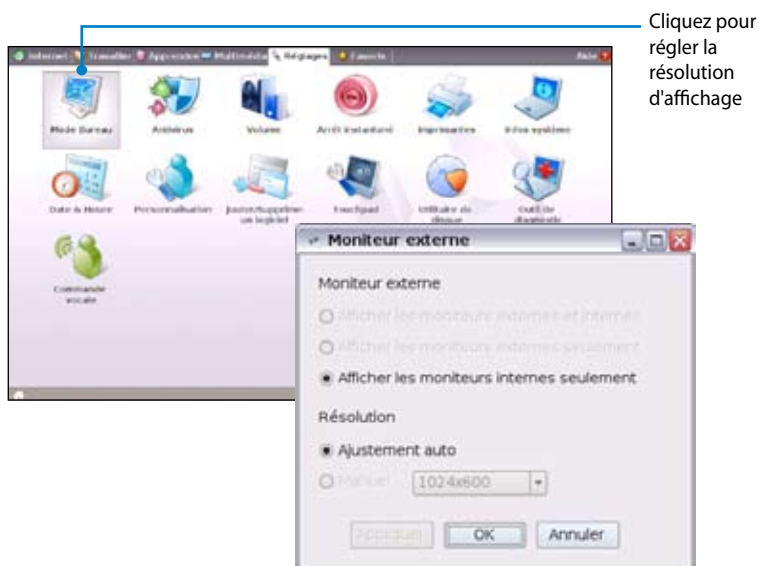 Cliquez pour
régler la
résolution
d'affichage
Internet Travailler Apprendre Multimédia Réglages Favoris Aide
Mode Bureau Antivirus Volume Arrêt instantané Imprimantes Infos système
Date & Heure Personnalisation Ajouter/Supprimer Touchpad Utilitaire de Outil de
un logiciel disque diagnostic
Commande
vocale
Moniteur externe
Moniteur externe
Afficher les moniteurs externes et internes
Afficher les moniteurs externes seulement
Afficher les moniteurs internes seulement
Résolution
Ajustement auto
Manuel 1024x600
Appliquer OK Annuler